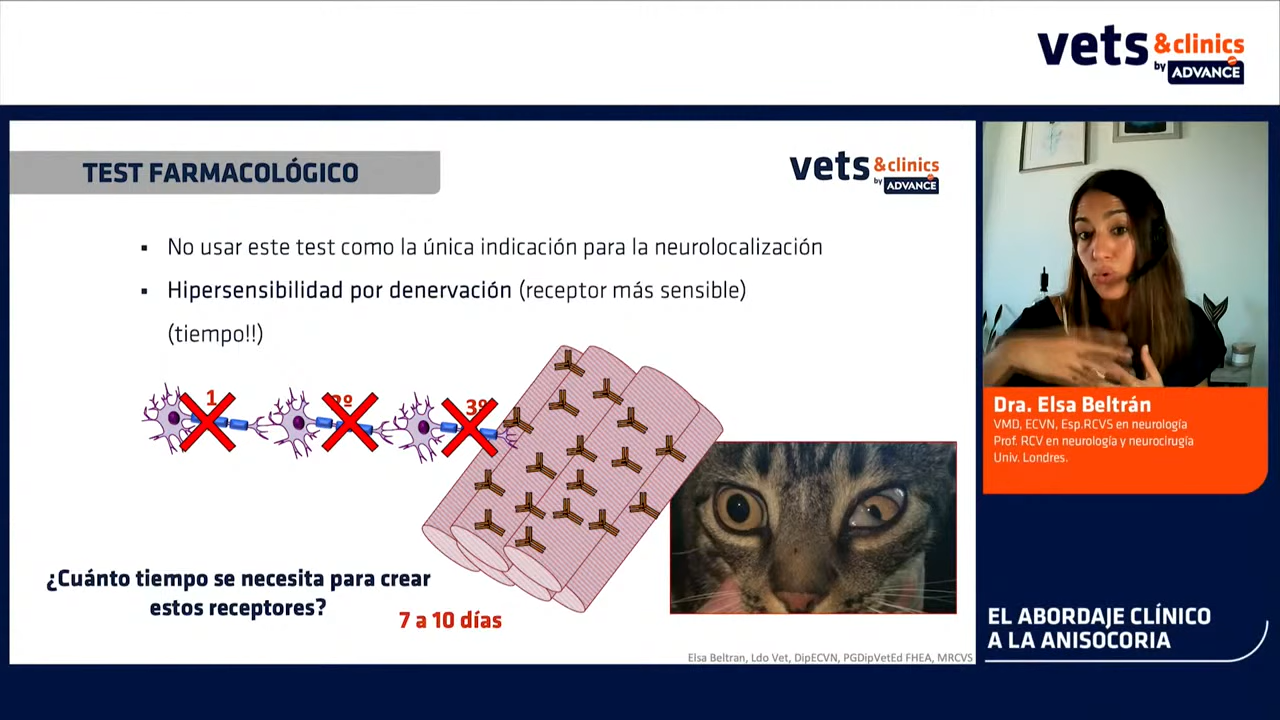 vets &clinics
by ADVANCE
TEST FARMACOLÓGICO
vets &clinics
by ADVANCE
▪ No usar este test como la única indicación para la neurolocalización
▪ Hipersensibilidad por denervación (receptor más sensible)
(tiempo!!)
1
3º
¿Cuánto tiempo se necesita para crear
estos receptores?
7 a 10 días
Elsa Beltran, Ldo Vet, DipECVN, PGDipVetEd FHEA, MRCVS
Dra. Elsa Beltrán
VMD, ECVN, Esp.RCVS en neurología
Prof. RCV en neurología y neurocirugía
Univ. Londres.
EL ABORDAJE CLÍNICO
A LA ANISOCORIA